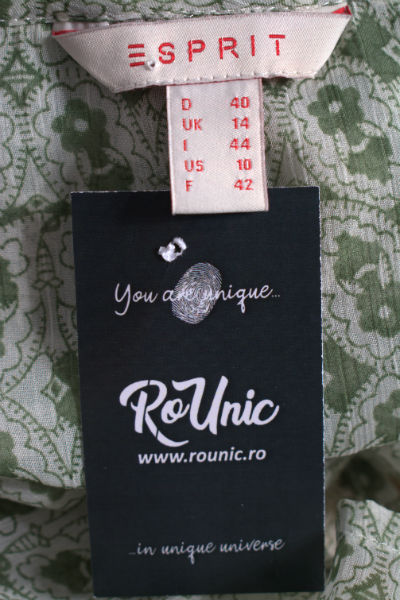 ESPRIT
D 40
UK 14
I 44
US 10
F 42
You are unique...
RoUnic
www.rounic.ro
...in unique universe